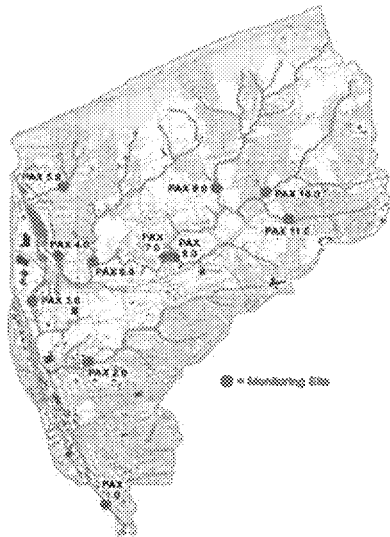 PAX 5.0
PAX 9.0
PAX 10.0
PAX 11.0
PAX 4.0
PAX
7.0
PAX
8.0
PAX 6.0
PAX 3.0
PAX 2.0
= Monitoring Site
PAX
1.0